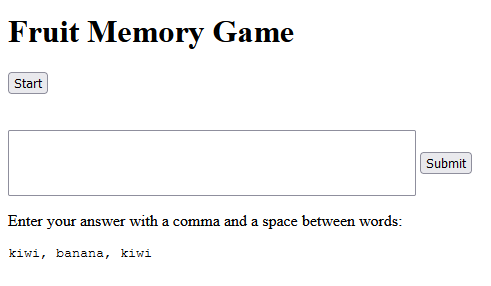 Fruit Memory Game
Start
Submit
Enter your answer with a comma and a space between words:
kiwi, banana, kiwi